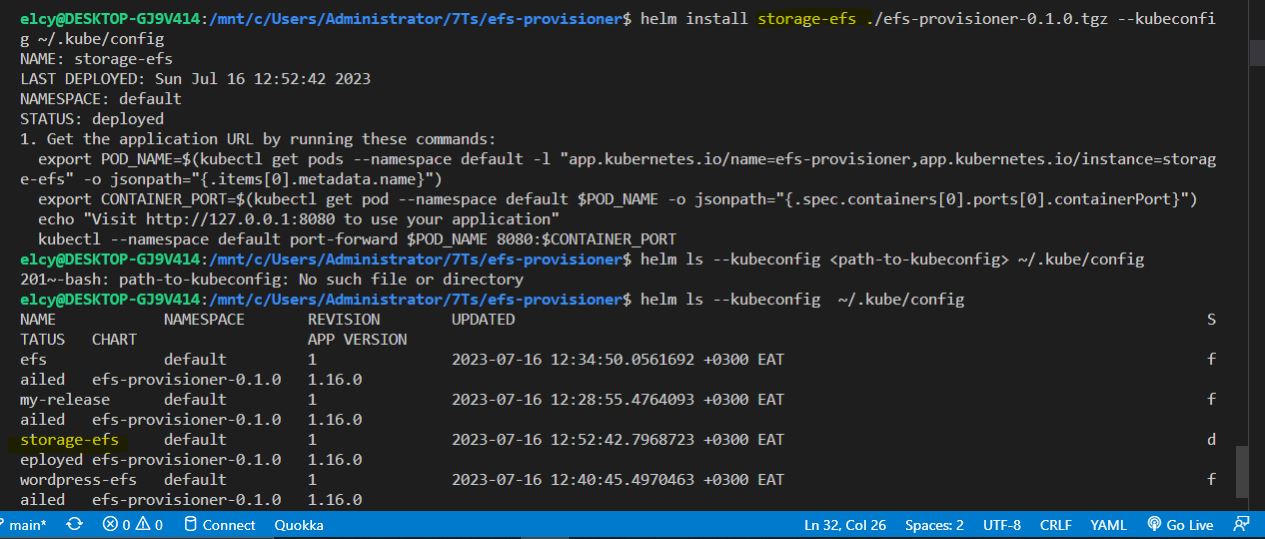 elcy@DESKTOP-GJ9V414:/mnt/c/Users/Administrator/7Ts/efs-provisioner$ helm install storage-efs ./efs-provisioner-0.1.0.tgz --kubeconfi
g ~/.kube/config
NAME: storage-efs
LAST DEPLOYED: Sun Jul 16 12:52:42 2023
NAMESPACE: default
STATUS: deployed
1. Get the application URL by running these commands:
  export POD_NAME=$(kubectl get pods --namespace default -l "app.kubernetes.io/name=efs-provisioner,app.kubernetes.io/instance=storag
e-efs" -o jsonpath="{.items[0].metadata.name}")
  export CONTAINER_PORT=$(kubectl get pod --namespace default $POD_NAME -o jsonpath="{.spec.containers[0].ports[0].containerPort}")
  echo "Visit http://127.0.0.1:8080 to use your application"
  kubectl --namespace default port-forward $POD_NAME 8080:$CONTAINER_PORT
elcy@DESKTOP-GJ9V414:/mnt/c/Users/Administrator/7Ts/efs-provisioner$ helm ls --kubeconfig <path-to-kubeconfig> ~/.kube/config
201~-bash: path-to-kubeconfig: No such file or directory
elcy@DESKTOP-GJ9V414:/mnt/c/Users/Administrator/7Ts/efs-provisioner$ helm ls --kubeconfig  ~/.kube/config
NAME            NAMESPACE       REVISION        UPDATED                                 S
TATUS   CHART                   APP VERSION
efs             default         1               2023-07-16 12:34:50.0561692 +0300 EAT   f
ailed   efs-provisioner-0.1.0   1.16.0
my-release      default         1               2023-07-16 12:28:55.4764093 +0300 EAT   f
ailed   efs-provisioner-0.1.0   1.16.0
storage-efs     default         1               2023-07-16 12:52:42.7968723 +0300 EAT   d
eployed efs-provisioner-0.1.0   1.16.0
wordpress-efs   default         1               2023-07-16 12:40:45.4970463 +0300 EAT   f
ailed   efs-provisioner-0.1.0   1.16.0
main* 0 0 Connect Quokka Ln 32, Col 26 Spaces: 2 UTF-8 CRLF YAML Go Live